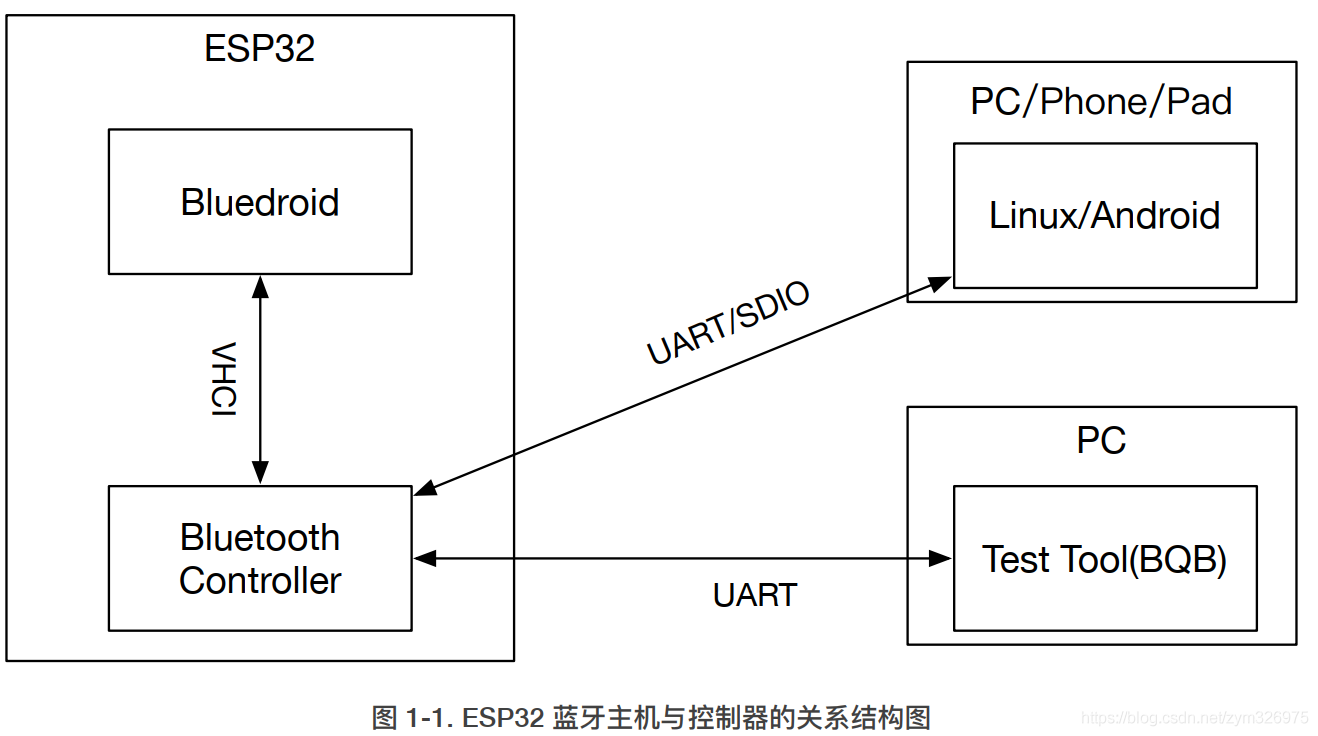 ESP32
Bluedroid
VHCI
Bluetooth
Controller
UART/SDIO
PC/Phone/Pad
Linux/Android
UART
PC
Test Tool(BQB)
图 1-1. ESP32 蓝牙主机与控制器的关系结构图
https://blog.csdn.net/zym326975